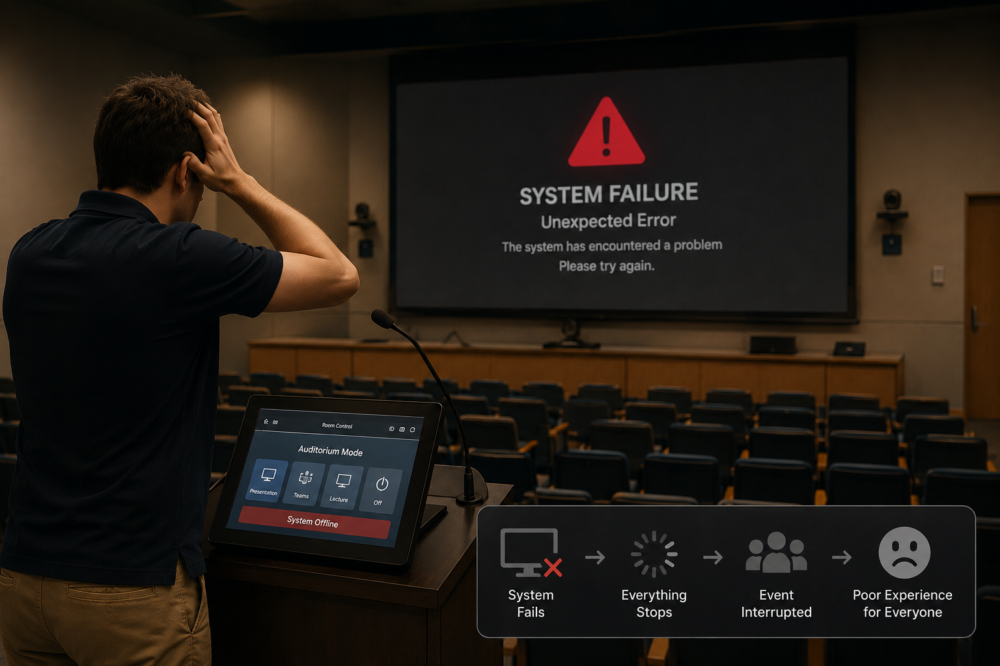 SYSTEM FAILURE
Unexpected Error
The system has encountered a problem
Please try again.
Room Control
Auditorium Mode
Presentation
Teams
Lecture
Off
System Offline
System
Fails
Everything
Stops
Event
Interrupted
Poor Experience
for Everyone